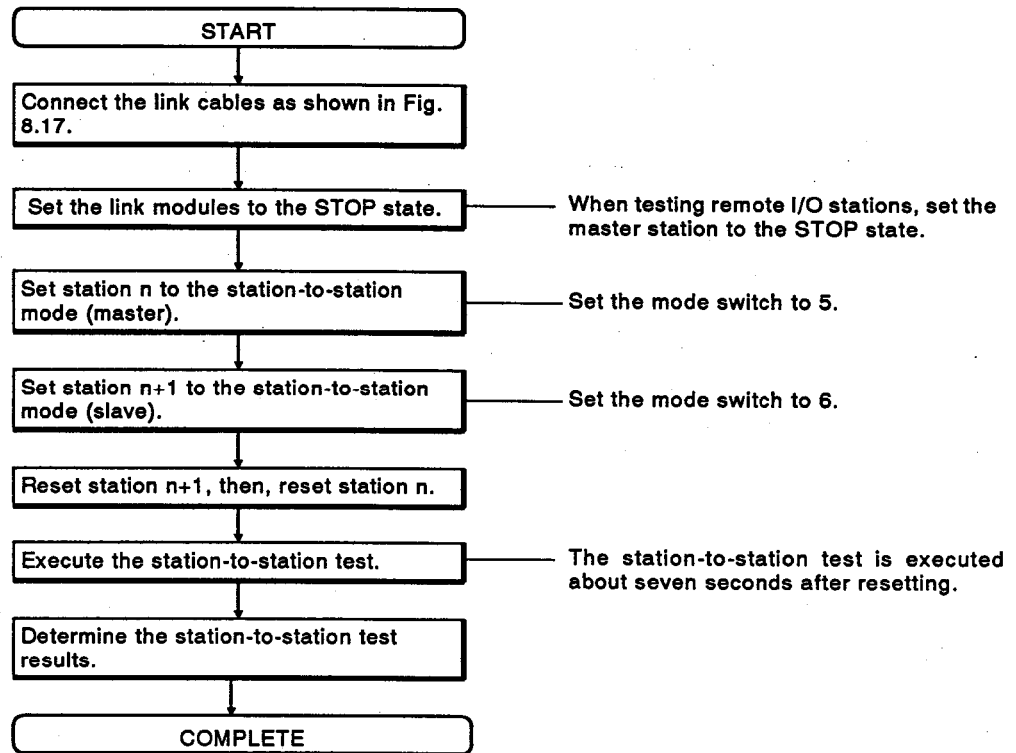 START
Connect the link cables as shown in Fig.
8.17.
Set the link modules to the STOP state.
When testing remote I/O stations, set the
master station to the STOP state.
Set station n to the station-to-station
mode (master).
Set the mode switch to 5.
Set station n+1 to the station-to-station
mode (slave).
Set the mode switch to 6.
Reset station n+1, then, reset station n.
Execute the station-to-station test.
The station-to-station test is executed
about seven seconds after resetting.
Determine the station-to-station test
results.
COMPLETE